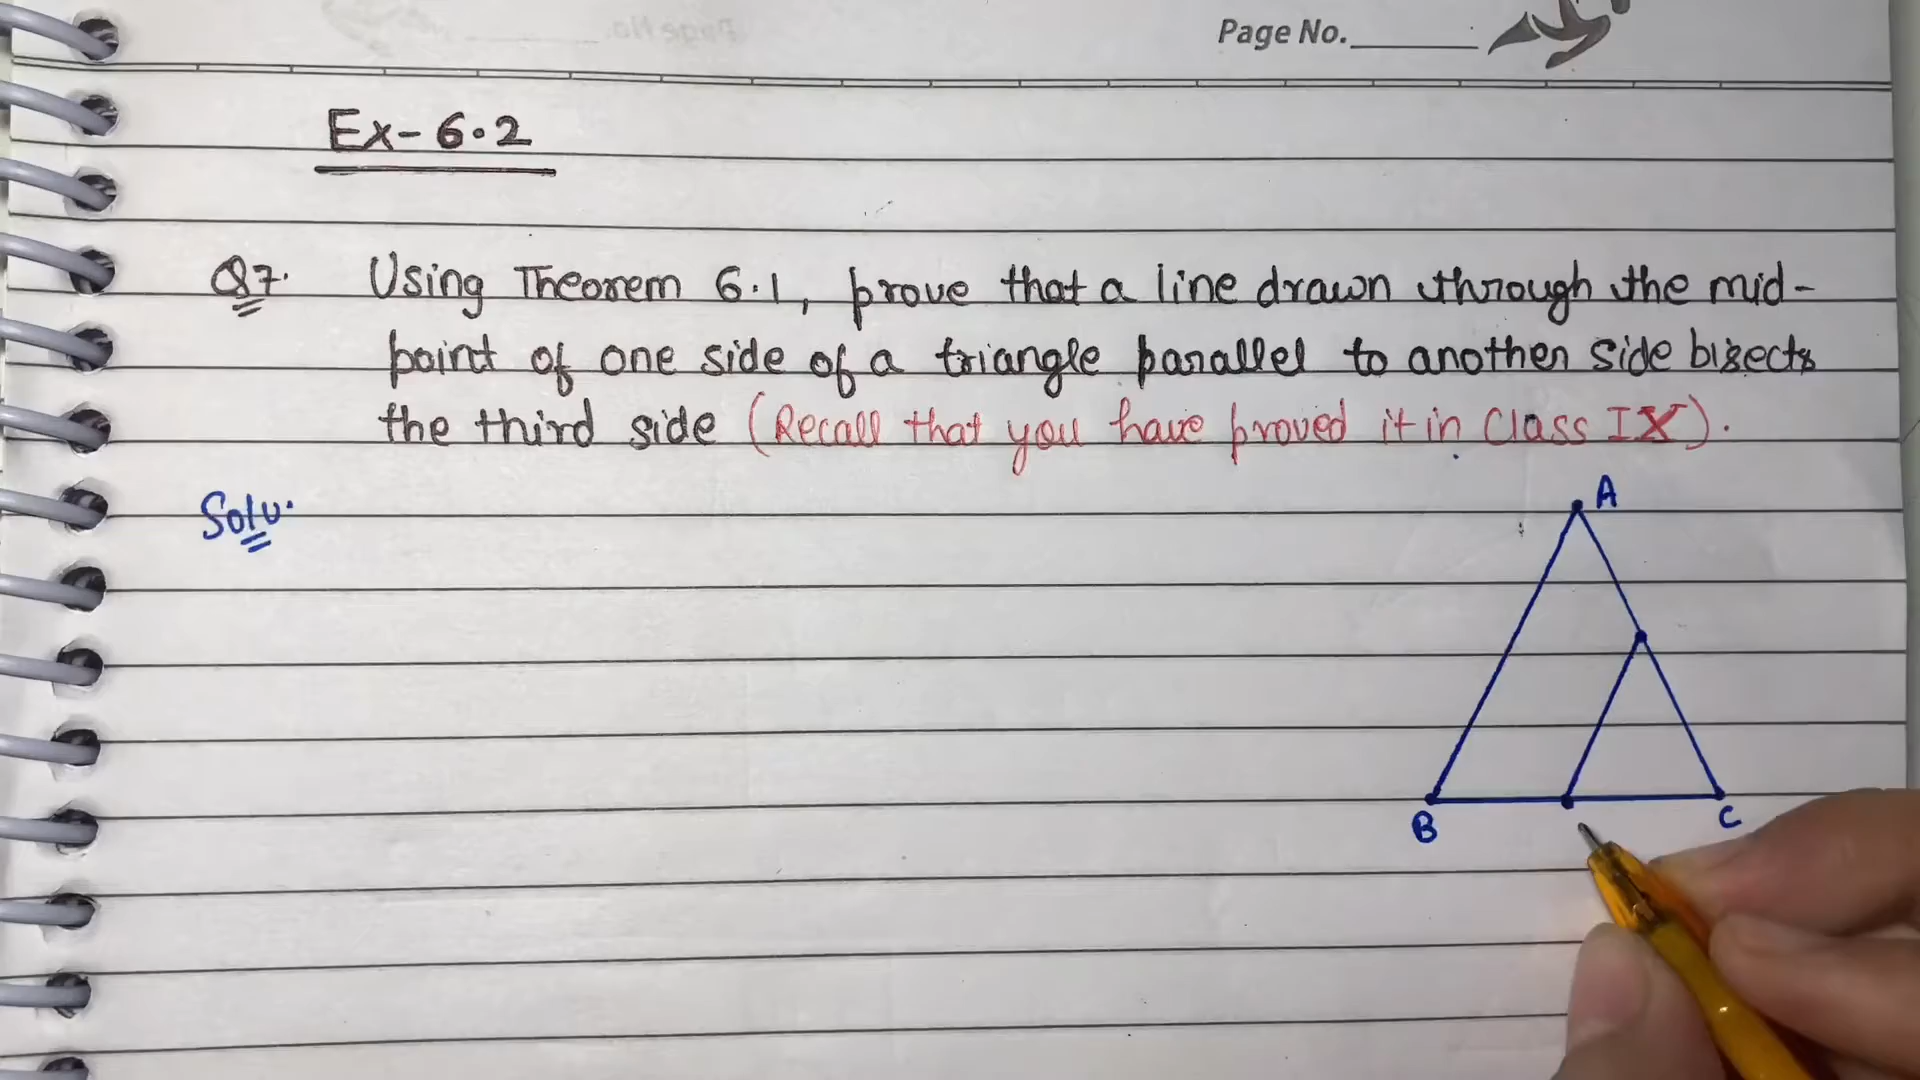 Page No.
Ex- 6.2
Q7. Using Theorem 6.1, prove that a line drawn through the mid-
point of one side of a triangle parallel to another side bisects
the third side (Recall that you have proved it in Class IX).
Solu.
A
B
C